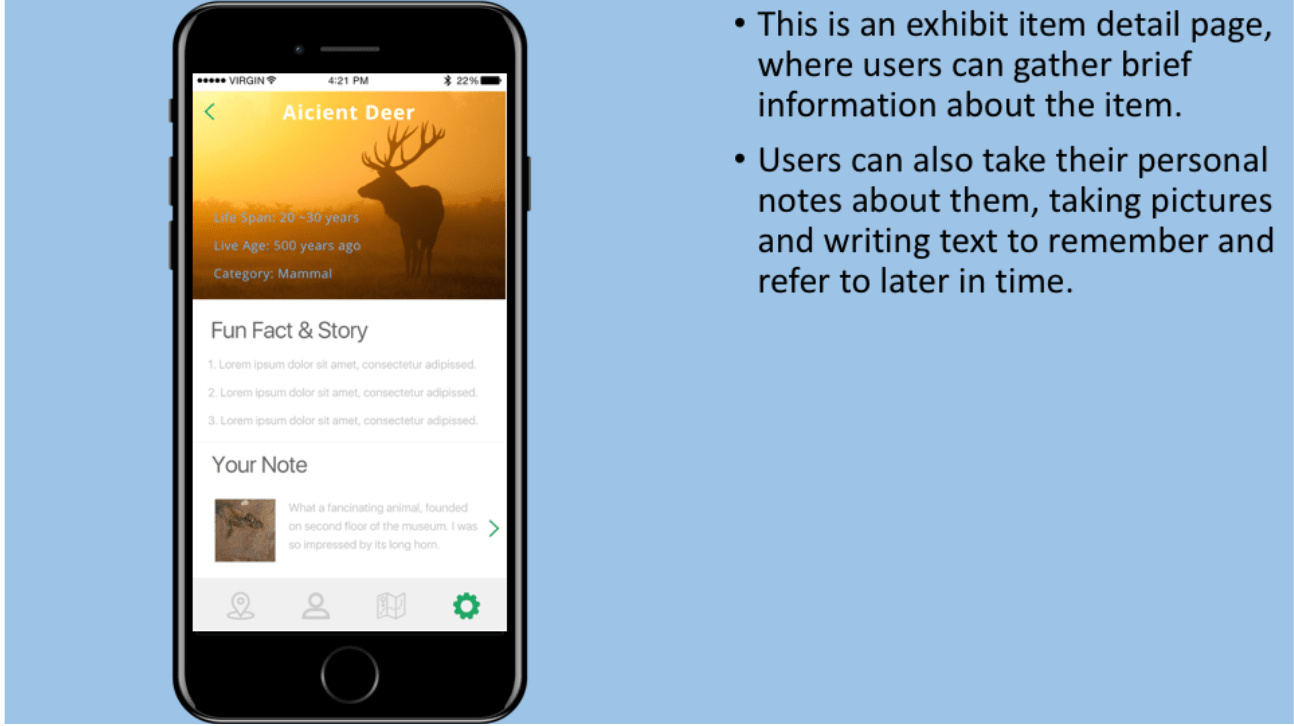 VIRGIN 4:21 PM 22%
Aicient Deer
Life Span: 20 ~30 years
Live Age: 500 years ago
Category: Mammal
Fun Fact & Story
1. Lorem ipsum dolor sit amet, consectetur adipissed.
2. Lorem ipsum dolor sit amet, consectetur adipissed.
3. Lorem ipsum dolor sit amet, consectetur adipissed.
Your Note
What a fancinating animal, founded
on second floor of the museum. I was
so impressed by its long horn.
• This is an exhibit item detail page,
where users can gather brief
information about the item.
• Users can also take their personal
notes about them, taking pictures
and writing text to remember and
refer to later in time.